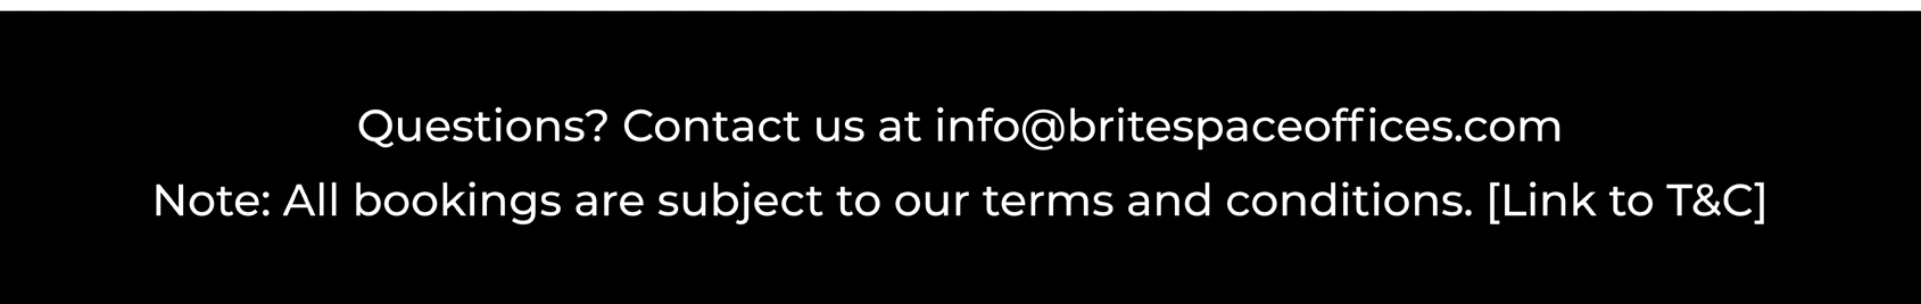 Questions? Contact us at info@britespaceoffices.com
Note: All bookings are subject to our terms and conditions. [Link to T&C]